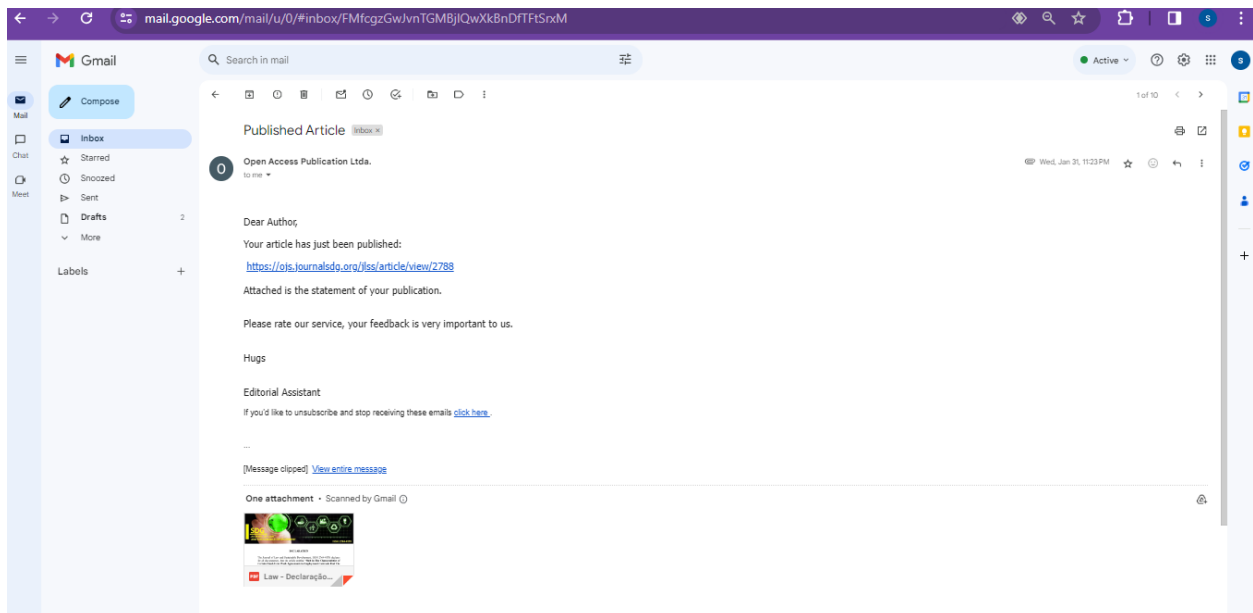 mail.google.com/mail/u/0/#inbox/FMfcgzGwJvnTGMBjlQwXkBnDfTFtSrxM
S
Gmail
Search in mail
Active
S
Compose
1 of 10
Mail
Inbox
Published Article Inbox ×
Chat
Starred
Open Access Publication Ltda.
Wed, Jan 31, 11:23 PM
O
to me
Snoozed
Meet
Sent
Drafts 2
More
Labels +
Dear Author,
Your article has just been published:
https://ojs.journalsdg.org/jlss/article/view/2788
Attached is the statement of your publication.
Please rate our service, your feedback is very important to us.
Hugs
Editorial Assistant
If you'd like to unsubscribe and stop receiving these emails click here .
...
[Message clipped] View entire message
One attachment • Scanned by Gmail
SDG
PDF Law - Declaração...